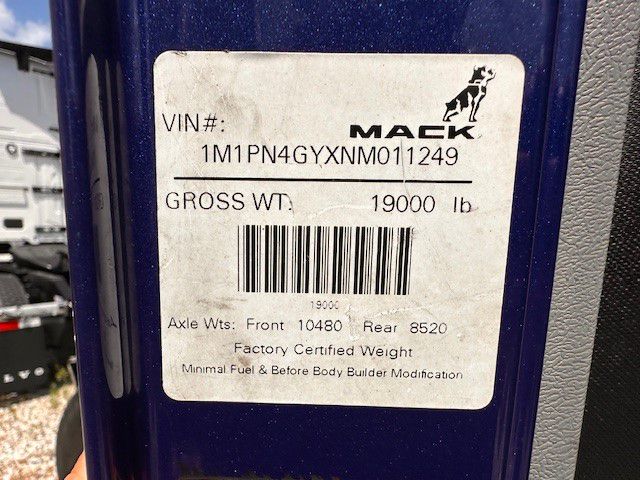 VIN#:
MACK
1M1PN4GYXNM011249
GROSS WT: 19000 lb
19000
Axle Wts: Front 10480 Rear 8520
Factory Certified Weight
Minimal Fuel & Before Body Builder Modification
LVO